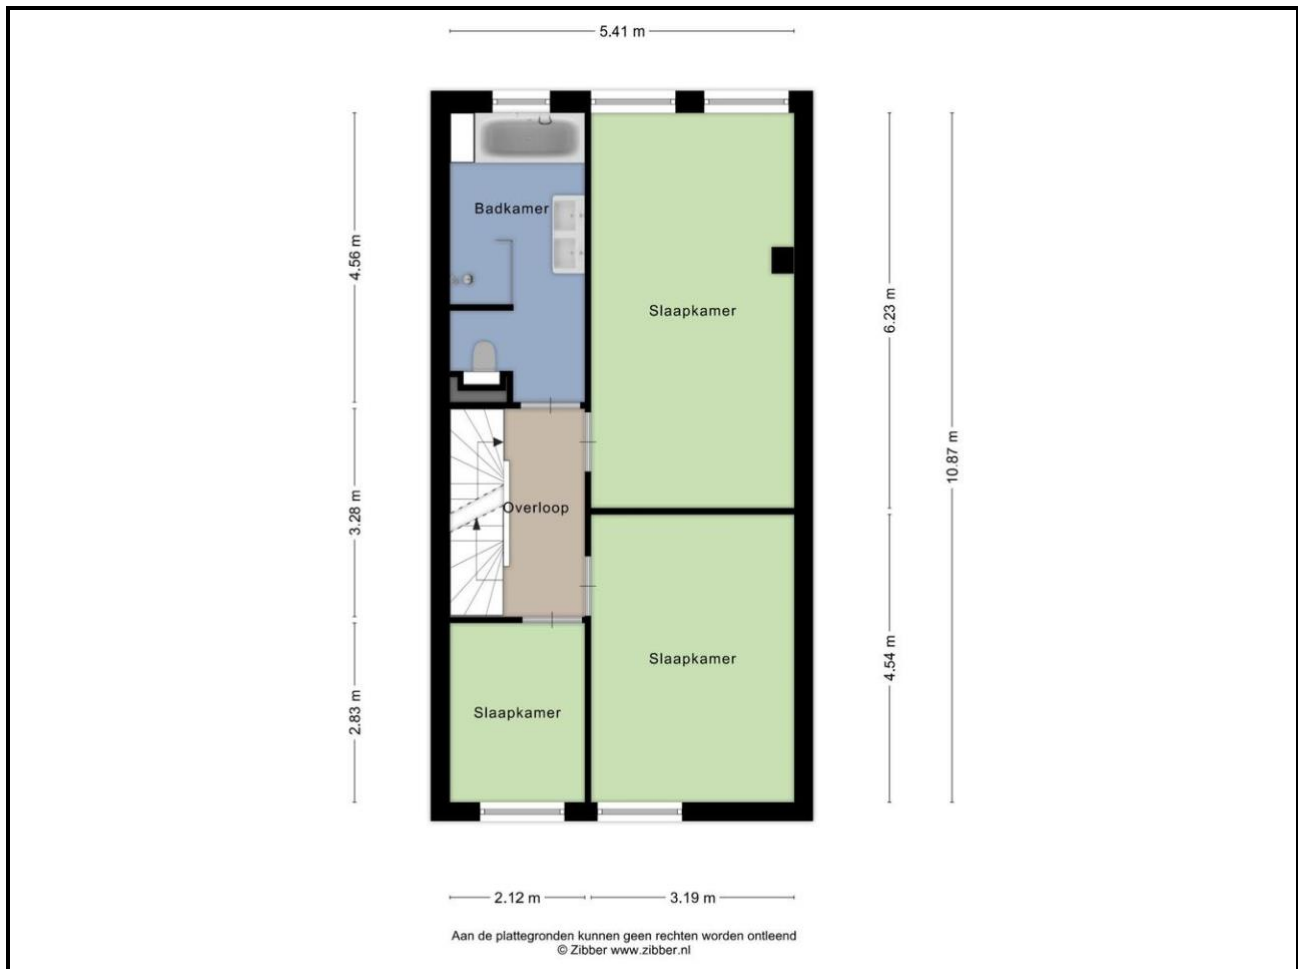 5.41 m
Badkamer
4.56 m
Slaapkamer
6.23 m
10.87 m
3.28 m
Overloop
Slaapkamer
4.54 m
Slaapkamer
2.83 m
2.12 m
3.19 m
Aan de plattegronden kunnen geen rechten worden ontleend
© Zibber www.zibber.nl